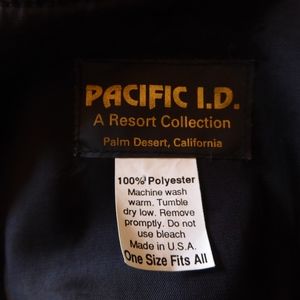 PACIFIC I.D.
A Resort Collection
Palm Desert, California
100% Polyester
Machine wash
warm. Tumble
dry low. Remove
promptly. Do not
use bleach
Made in U.S.A.
One Size Fits All